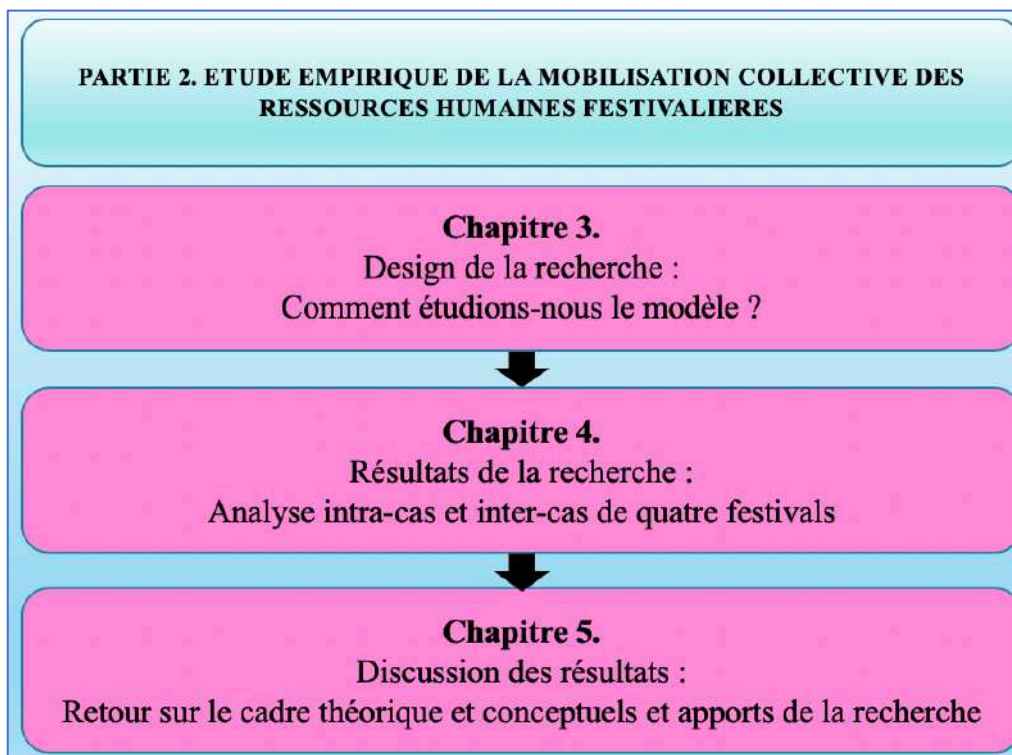 PARTIE 2. ETUDE EMPIRIQUE DE LA MOBILISATION COLLECTIVE DES
RESSOURCES HUMAINES FESTIVALIERES
Chapitre 3.
Design de la recherche :
Comment étudions-nous le modèle ?
Chapitre 4.
Résultats de la recherche :
Analyse intra-cas et inter-cas de quatre festivals
Chapitre 5.
Discussion des résultats :
Retour sur le cadre théorique et conceptuels et apports de la recherche